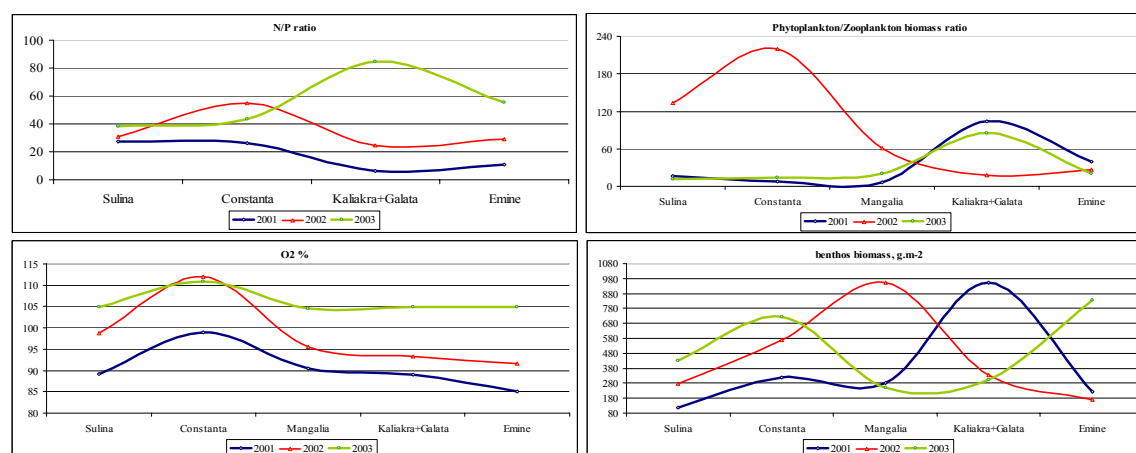 N/P ratio
100
80
60
40
20
0
Sulina Constanta Kaliakra+Galata Emine
2001 2002 2003
Phytoplankton/Zooplankton biomass ratio
240
180
120
60
0
Sulina Constanta Mangalia Kaliakra+Galata Emine
2001 2002 2003
O2 %
115
110
105
100
95
90
85
80
Sulina Constanta Mangalia Kaliakra+Galata Emine
2001 2002 2003
benthos biomass, g.m-2
1080
980
880
780
680
580
480
380
280
180
80
Sulina Constanta Mangalia Kaliakra+Galata Emine
2001 2002 2003